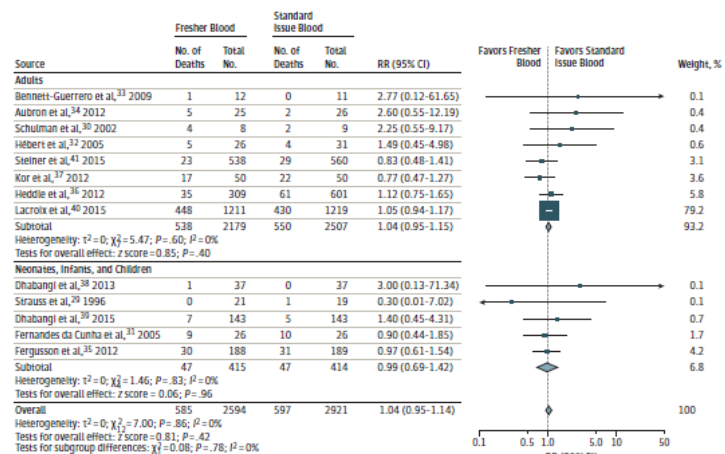 Fresher Blood Standard Issue Blood
Source No. of Deaths Total No. No. of Deaths Total No. RR (95% CI) Favors Fresher Blood Favors Standard Issue Blood Weight, %
Adults
Bennett-Guerrero et al,33 2009 1 12 0 11 2.77 (0.12-61.65) 0.1
Aubron et al,34 2012 5 25 2 26 2.60 (0.55-12.19) 0.4
Schulman et al,30 2002 4 8 2 9 2.25 (0.55-9.17) 0.4
Hébert et al,32 2005 5 26 4 31 1.49 (0.45-4.98) 0.6
Steiner et al,41 2015 23 538 29 560 0.83 (0.48-1.41) 3.1
Kor et al,37 2012 17 50 22 50 0.77 (0.47-1.27) 3.6
Heddle et al,36 2012 35 309 61 601 1.12 (0.75-1.65) 5.8
Lacroix et al,40 2015 448 1211 430 1219 1.05 (0.94-1.17) 79.2
Subtotal 538 2179 550 2507 1.04 (0.95-1.15) 93.2
Heterogeneity: τ2=0; χ27=5.47; P=.60; I2=0%
Tests for overall effect: z score=0.85; P=.40
Neonates, Infants, and Children
Dhabangi et al,38 2013 1 37 0 37 3.00 (0.13-71.34) 0.1
Strauss et al,29 1996 0 21 1 19 0.30 (0.01-7.02) 0.1
Dhabangi et al,39 2015 7 143 5 143 1.40 (0.45-4.31) 0.7
Fernandes da Cunha et al,31 2005 9 26 10 26 0.90 (0.44-1.85) 1.7
Fergusson et al,35 2012 30 188 31 189 0.97 (0.61-1.54) 4.2
Subtotal 47 415 47 414 0.99 (0.69-1.42) 6.8
Heterogeneity: τ2=0; χ24=1.46; P=.83; I2=0%
Tests for overall effect: z score = 0.06; P=.96
Overall 585 2594 597 2921 1.04 (0.95-1.14) 100
Heterogeneity: τ2=0; χ212=7.00; P=.86; I2=0%
Tests for overall effect: z score=0.81; P=.42
Tests for subgroup differences: χ21=0.08; P=.78; I2=0%
0.1 0.5 1.0 5.0 10 50